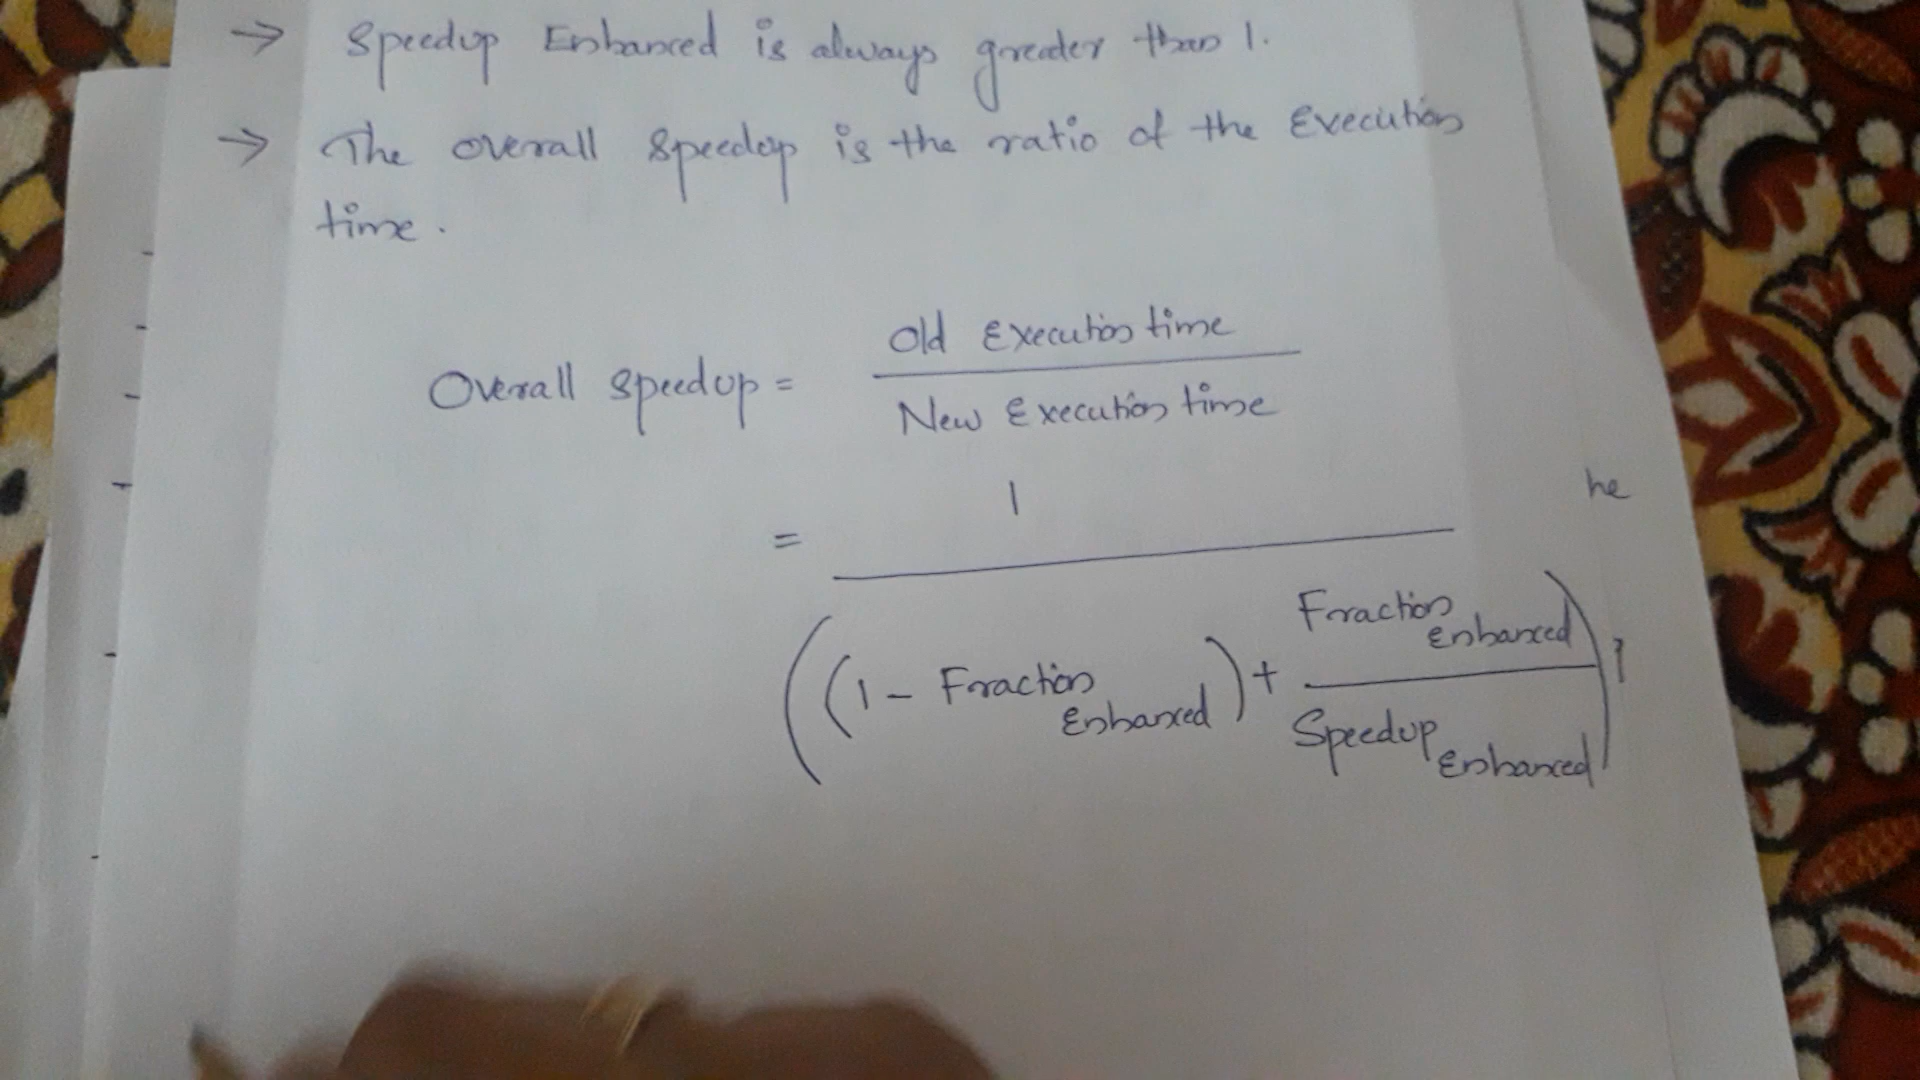 → Speedup Enhanced is always greater than 1.
→ The overall speedup is the ratio of the Execution
time.
Overall speedup = Old Execution time / New Execution time
= 1 / ((1 - Fraction Enhanced) + Fraction Enhanced / Speedup Enhanced)
he